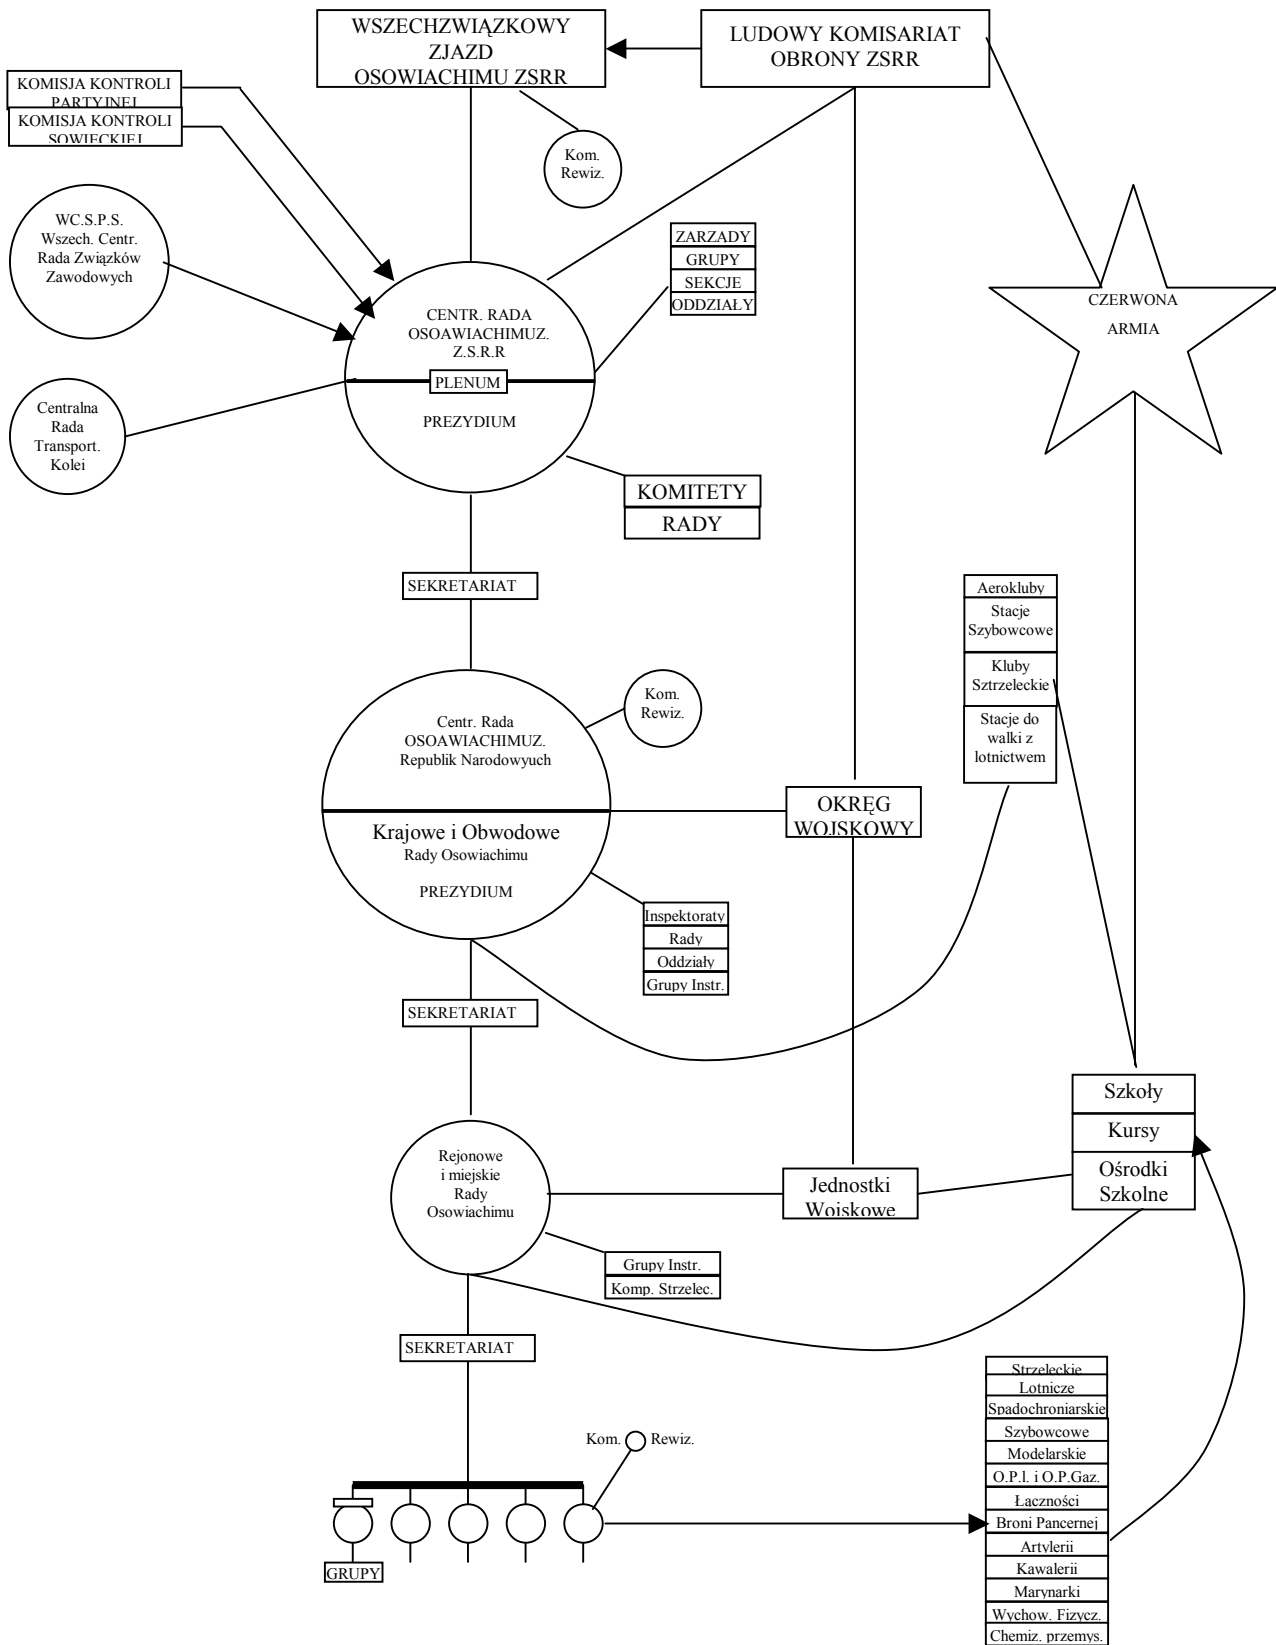 WSZECHZWIĄZKOWY
ZJAZD
OSOWIACHIMU ZSRR
LUDOWY KOMISARIAT
OBRONY ZSRR
KOMISJA KONTROLI
PARTYJNEJ
KOMISJA KONTROLI
SOWIECKIEJ
Kom.
Rewiz.
WC.S.P.S.
Wszech. Centr.
Rada Związków
Zawodowych
ZARZADY
GRUPY
SEKCJE
ODDZIAŁY
CZERWONA
ARMIA
CENTR. RADA
OSOAWIACHIMUZ.
Z.S.R.R
PLENUM
PREZYDIUM
Centralna
Rada
Transport.
Kolei
KOMITETY
RADY
SEKRETARIAT
Aerokluby
Stacje
Szybowcowe
Kluby
Sztrzeleckie
Stacje do
walki z
lotnictwem
Kom.
Rewiz.
Centr. Rada
OSOAWIACHIMUZ.
Republik Narodowyuch
Krajowe i Obwodowe
Rady Osowiachimu
PREZYDIUM
OKRĘG
WOJSKOWY
Inspektoraty
Rady
Oddziały
Grupy Instr.
SEKRETARIAT
Szkoły
Kursy
Ośrodki
Szkolne
Rejonowe
i miejskie
Rady
Osowiachimu
Jednostki
Wojskowe
Grupy Instr.
Komp. Strzelec.
SEKRETARIAT
Kom. Rewiz.
GRUPY
Strzeleckie
Lotnicze
Spadochroniarskie
Szybowcowe
Modelarskie
O.P.l. i O.P.Gaz.
Łączności
Broni Pancernej
Artylerii
Kawalerii
Marynarki
Wychow. Fizycz.
Chemiz. przemys.